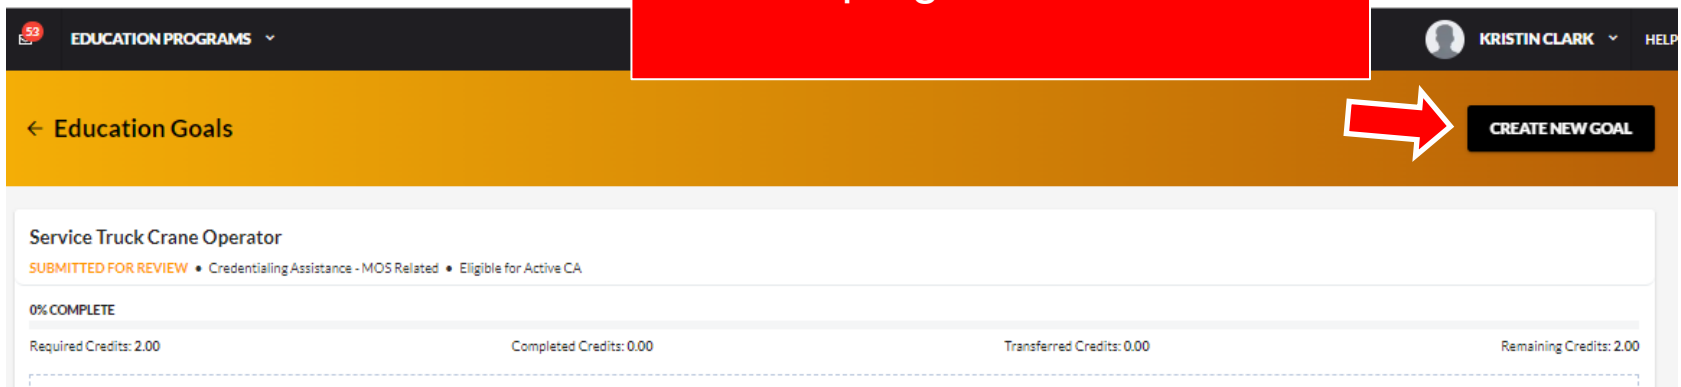 53 EDUCATION PROGRAMS KRISTIN CLARK HELP
← Education Goals CREATE NEW GOAL
Service Truck Crane Operator
SUBMITTED FOR REVIEW • Credentialing Assistance - MOS Related • Eligible for Active CA
0% COMPLETE
Required Credits: 2.00 Completed Credits: 0.00 Transferred Credits: 0.00 Remaining Credits: 2.00